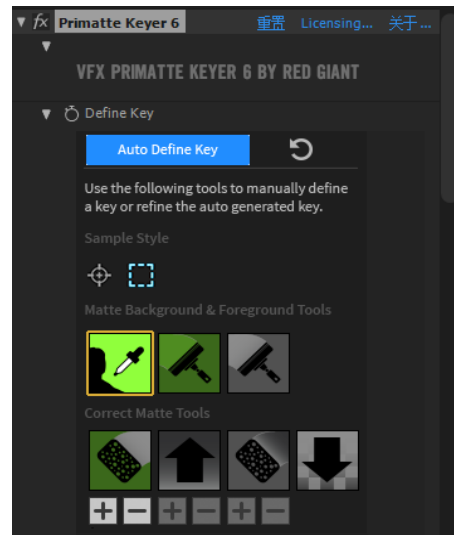 fx Primatte Keyer 6 重置 Licensing... 关于...
VFX PRIMATTE KEYER 6 BY RED GIANT
Define Key
Auto Define Key
Use the following tools to manually define
a key or refine the auto generated key.
Sample Style
Matte Background & Foreground Tools
Correct Matte Tools